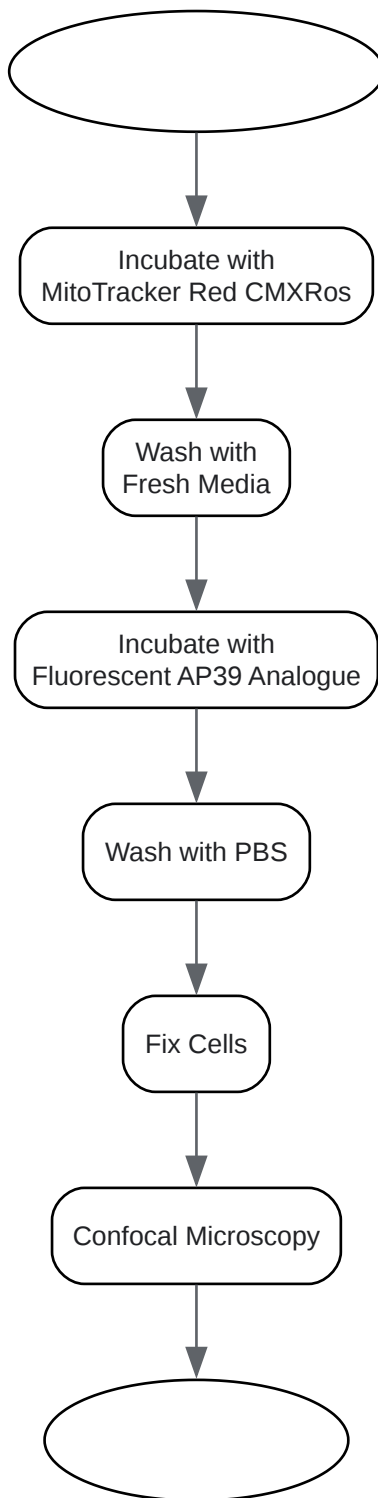 Incubate with
MitoTracker Red CMXRos
Wash with
Fresh Media
Incubate with
Fluorescent AP39 Analogue
Wash with PBS
Fix Cells
Confocal Microscopy